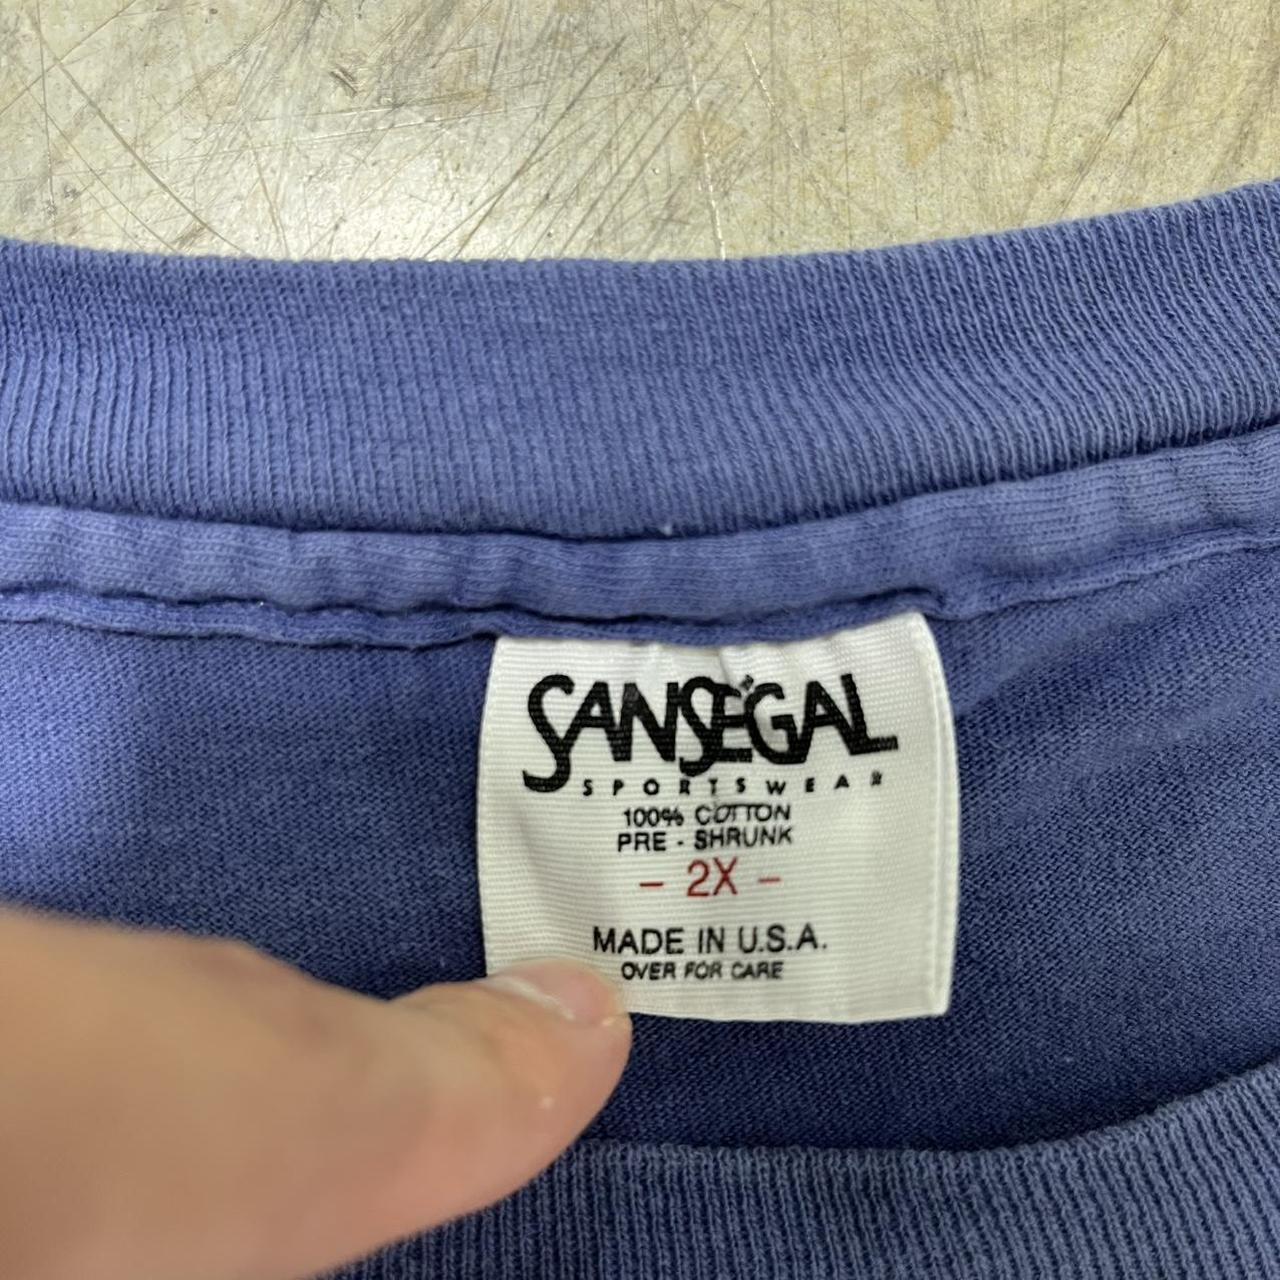 SANSEGAL®
SPORTSWEAR
100% COTTON
PRE - SHRUNK
- 2X -
MADE IN U.S.A.
OVER FOR CARE